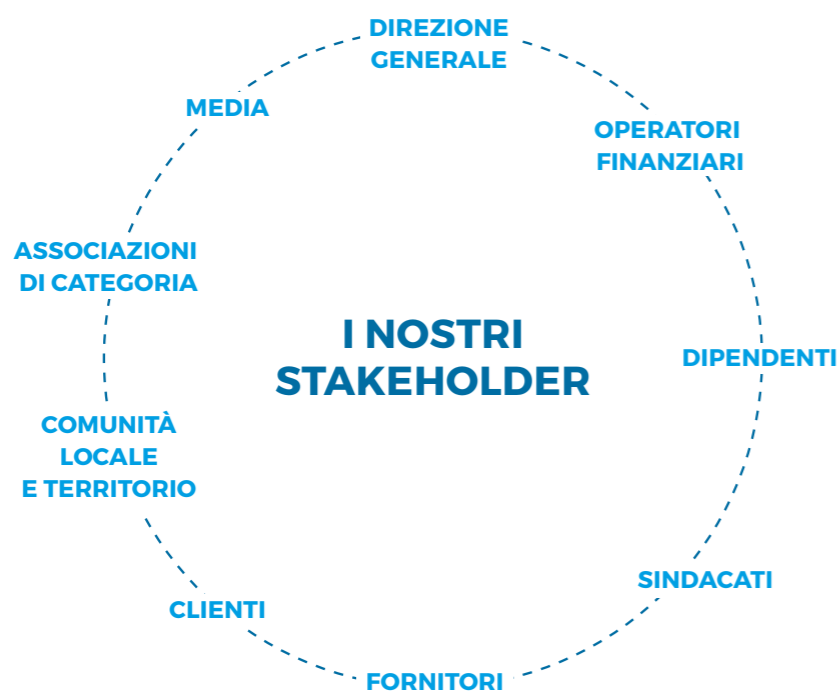 DIREZIONE
GENERALE
MEDIA
OPERATORI
FINANZIARI
ASSOCIAZIONI
DI CATEGORIA
I NOSTRI
STAKEHOLDER
DIPENDENTI
COMUNITÀ
LOCALE
E TERRITORIO
SINDACATI
CLIENTI
FORNITORI